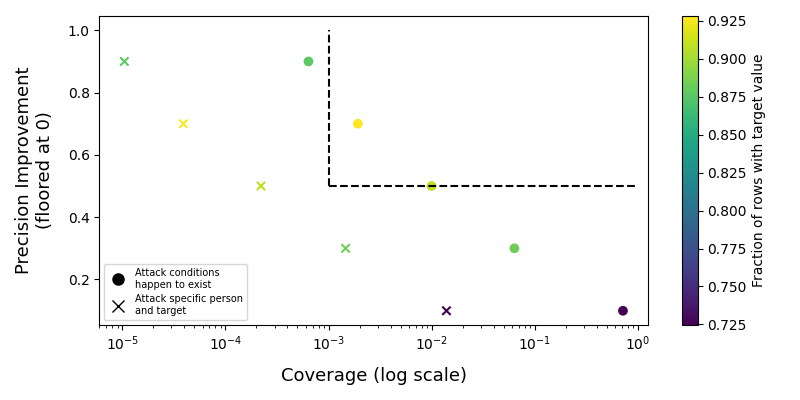 1.0
0.8
0.6
0.4
0.2
Precision Improvement
(floored at 0)
Attack conditions
happen to exist
Attack specific person
and target
10⁻⁵
10⁻⁴
10⁻³
10⁻²
10⁻¹
10⁰
Coverage (log scale)
0.925
0.900
0.875
0.850
0.825
0.800
0.775
0.750
0.725
Fraction of rows with target value